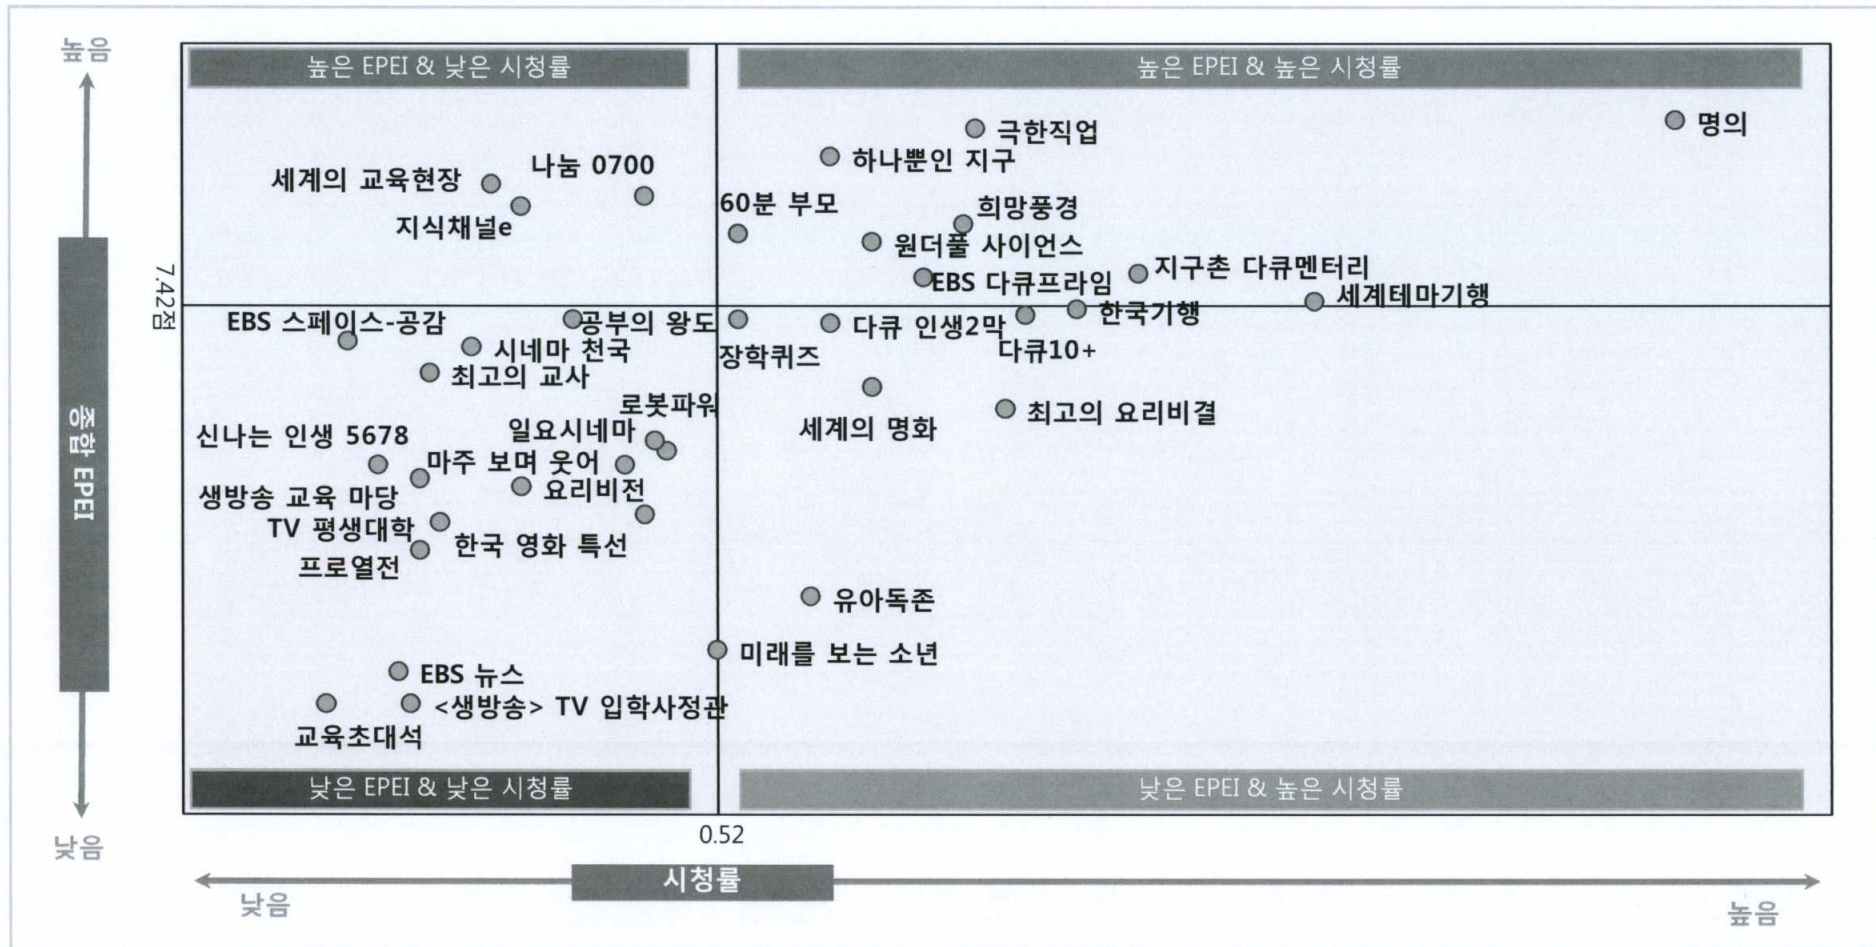 높음
높은 EPEI & 낮은 시청률
높은 EPEI & 높은 시청률
극한직업
명의
하나뿐인 지구
나눔 0700
세계의 교육현장
지식채널e
60분 부모
희망풍경
원더풀 사이언스
지구촌 다큐멘터리
EBS 다큐프라임
세계테마기행
7.42점
한국기행
EBS 스페이스-공감
공부의 왕도
다큐 인생2막
시네마 천국
장학퀴즈
다큐10+
최고의 교사
로봇파워
최고의 요리비결
일요시네마
세계의 명화
신나는 인생 5678
마주 보며 웃어
종합 EPEI
생방송 교육 마당
요리비전
TV 평생대학
한국 영화 특선
프로열전
유아독존
미래를 보는 소년
EBS 뉴스
<생방송> TV 입학사정관
교육초대석
낮은 EPEI & 낮은 시청률
낮은 EPEI & 높은 시청률
낮음
0.52
시청률
낮음
높음